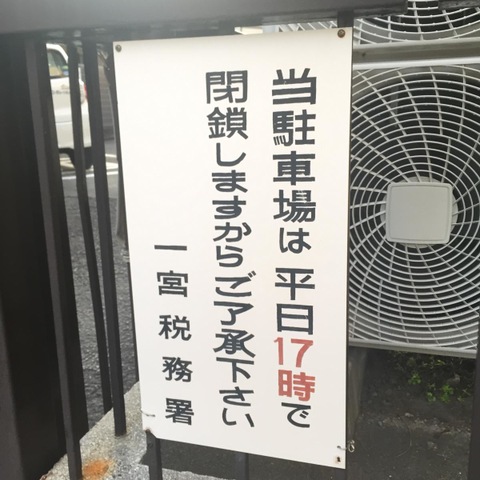 当駐車場は平日17時で
閉鎖しますからご了承下さい
一宮税務署